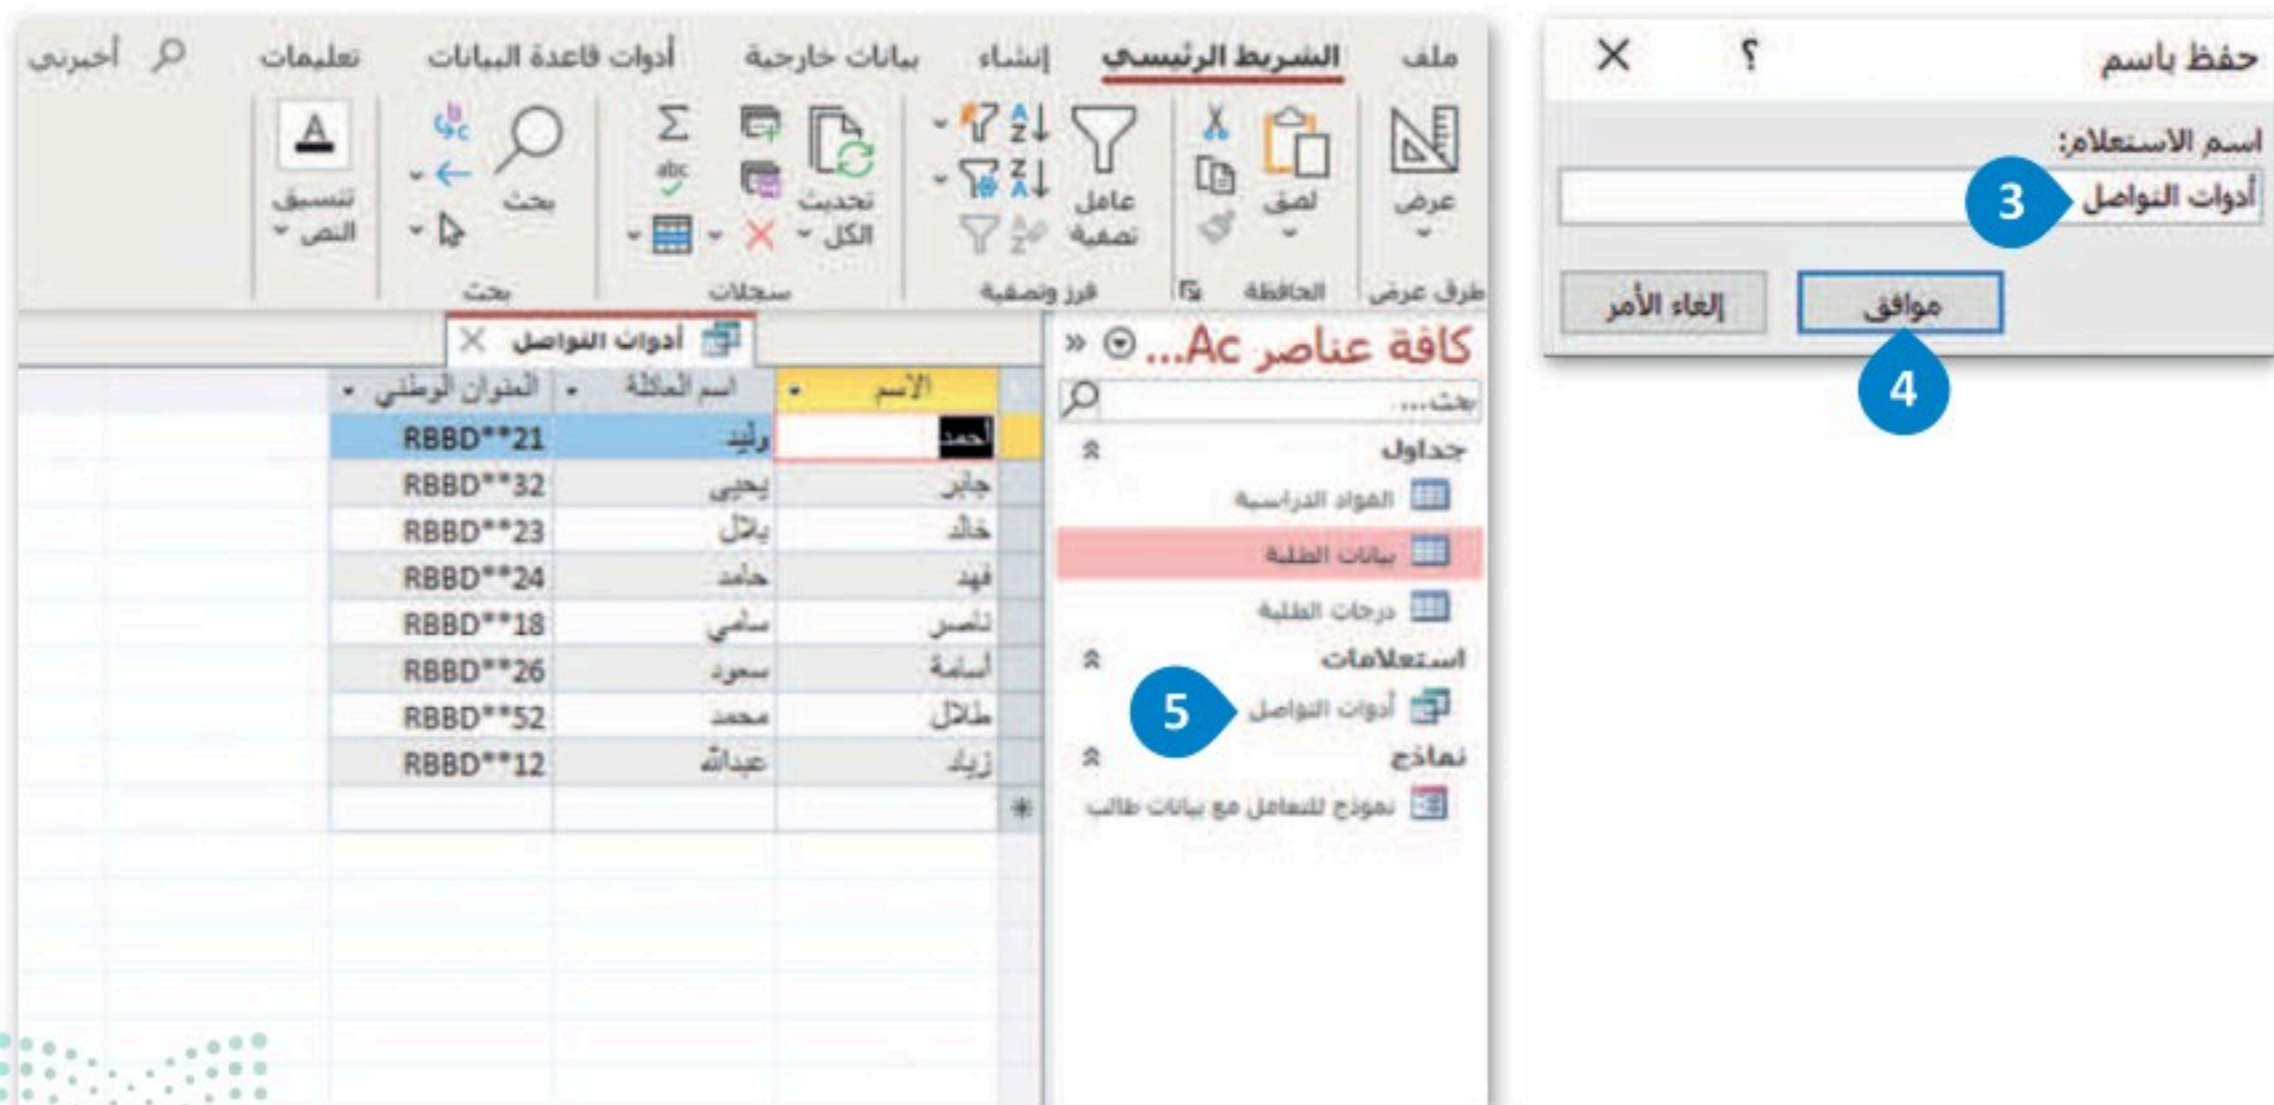 حفظ باسم ؟ ×
اسم الاستعلام:
أدوات التواصل
3
موافق إلغاء الأمر
4
ملف الشريط الرئيسي إنشاء بيانات خارجية أدوات قاعدة البيانات تعليمات أخبرني
عرض لصق عامل تصفية تحديث الكل بحث تنسيق النص
طرق عرض الحافظة فرز وتصفية سجلات بحث
كافة عناصر Ac...
بحث...
جداول
المواد الدراسية
بيانات الطلبة
درجات الطلبة
استعلامات
أدوات التواصل
5
نماذج
نموذج للتعامل مع بيانات طالب
أدوات التواصل
الاسم اسم العائلة العنوان الوطني
أحمد وليد RBBD**21
جابر يحيى RBBD**32
خالد بلال RBBD**23
فهد حامد RBBD**24
ناصر سامي RBBD**18
أسامة سعود RBBD**26
طلال محمد RBBD**52
زياد عبدالله RBBD**12